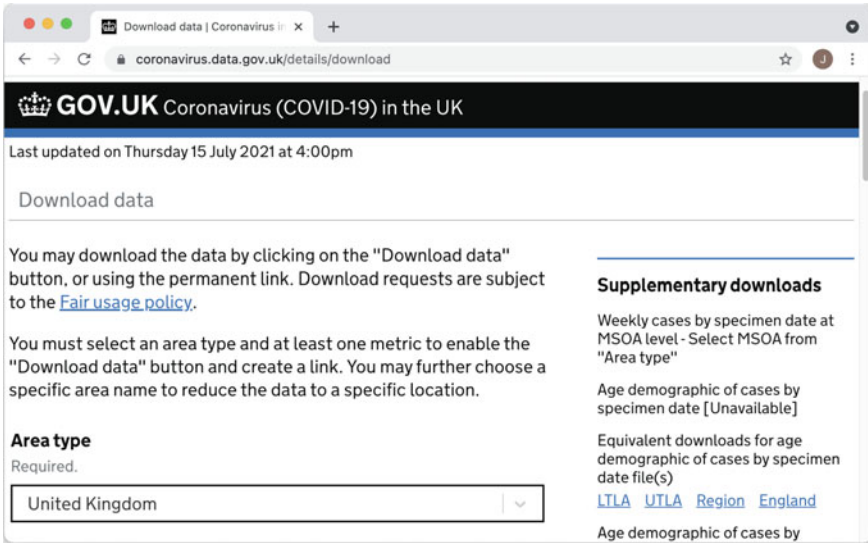 Download data | Coronavirus in
coronavirus.data.gov.uk/details/download
J
GOV.UK Coronavirus (COVID-19) in the UK
Last updated on Thursday 15 July 2021 at 4:00pm
Download data
You may download the data by clicking on the "Download data"
button, or using the permanent link. Download requests are subject
to the Fair usage policy.
You must select an area type and at least one metric to enable the
"Download data" button and create a link. You may further choose a
specific area name to reduce the data to a specific location.
Area type
Required.
United Kingdom
Supplementary downloads
Weekly cases by specimen date at
MSOA level - Select MSOA from
"Area type"
Age demographic of cases by
specimen date [Unavailable]
Equivalent downloads for age
demographic of cases by specimen
date file(s)
LTLA UTLA Region England
Age demographic of cases by